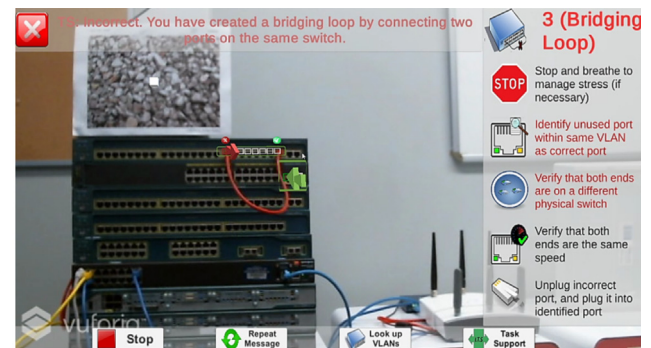 Incorrect. You have created a bridging loop by connecting two
ports on the same switch.
3 (Bridging
Loop)
STOP
Stop and breathe to
manage stress (if
necessary)
Identify unused port
within same VLAN
as correct port
Verify that both ends
are on a different
physical switch
Verify that both
ends are the same
speed
Unplug incorrect
port, and plug it into
identified port
vuforia
Stop
Repeat
Message
Look up
VLANs
Task
Support